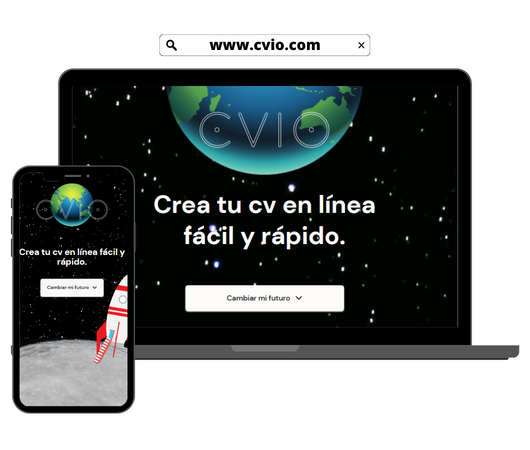 www.cvio.com
CVIO
Crea tu cv en línea
fácil y rápido.
Cambiar mi futuro
CVIO
Crea tu cv en línea fácil y
rápido.
Cambiar mi futuro